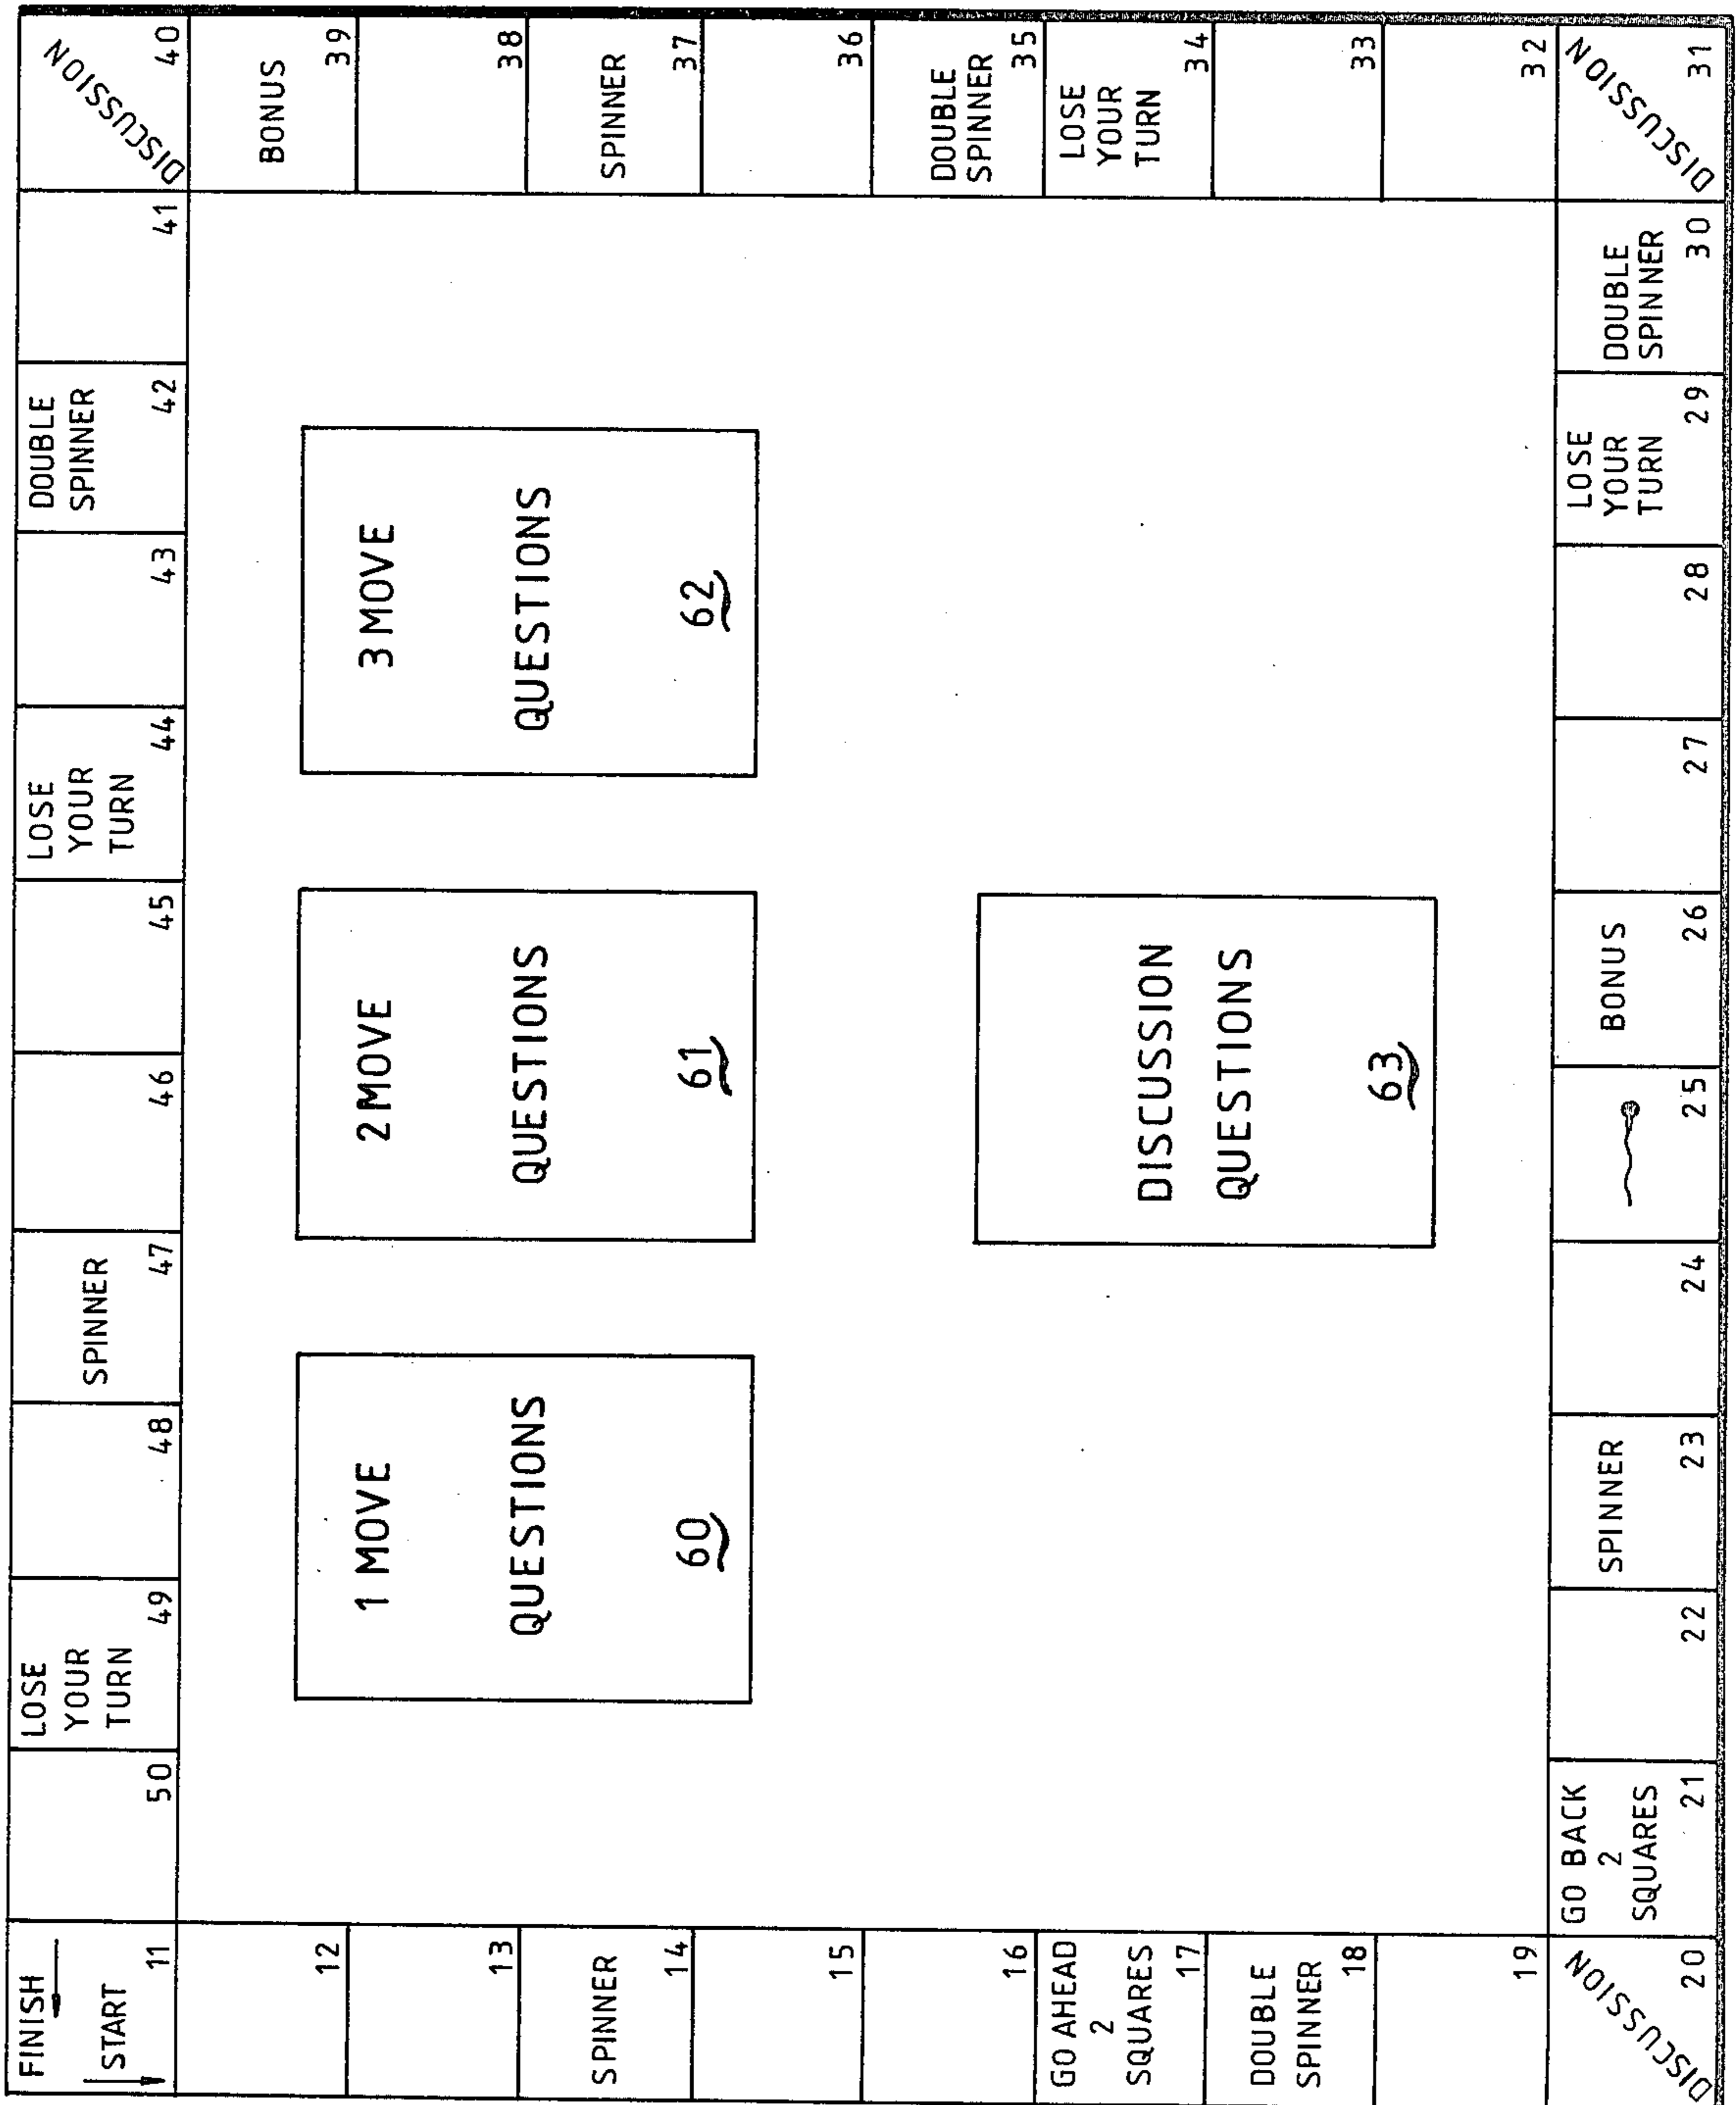 FINISH
START
11
50
LOSE
YOUR
TURN
49
48
SPINNER
47
46
45
LOSE
YOUR
TURN
44
43
DOUBLE
SPINNER
42
41
DISCUSSION
40
12
13
SPINNER
14
15
16
GO AHEAD
2
SQUARES
17
DOUBLE
SPINNER
18
19
1 MOVE
QUESTIONS
60
2 MOVE
QUESTIONS
61
3 MOVE
QUESTIONS
62
DISCUSSION
QUESTIONS
63
BONUS
39
38
SPINNER
37
36
DOUBLE
SPINNER
35
LOSE
YOUR
TURN
34
33
32
DISCUSSION
20
GO BACK
2
SQUARES
21
22
SPINNER
23
24
25
BONUS
26
27
28
LOSE
YOUR
TURN
29
DOUBLE
SPINNER
30
DISCUSSION
31